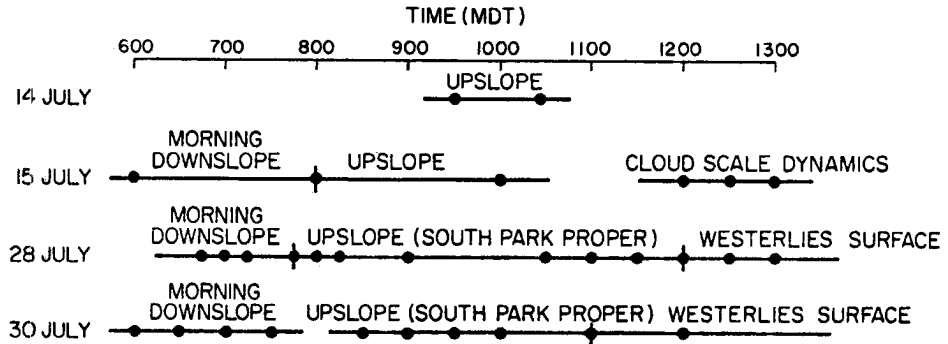 TIME (MDT)
600 700 800 900 1000 1100 1200 1300
14 JULY UPSLOPE
15 JULY MORNING DOWNSLOPE UPSLOPE CLOUD SCALE DYNAMICS
28 JULY MORNING DOWNSLOPE UPSLOPE (SOUTH PARK PROPER) WESTERLIES SURFACE
30 JULY MORNING DOWNSLOPE UPSLOPE (SOUTH PARK PROPER) WESTERLIES SURFACE